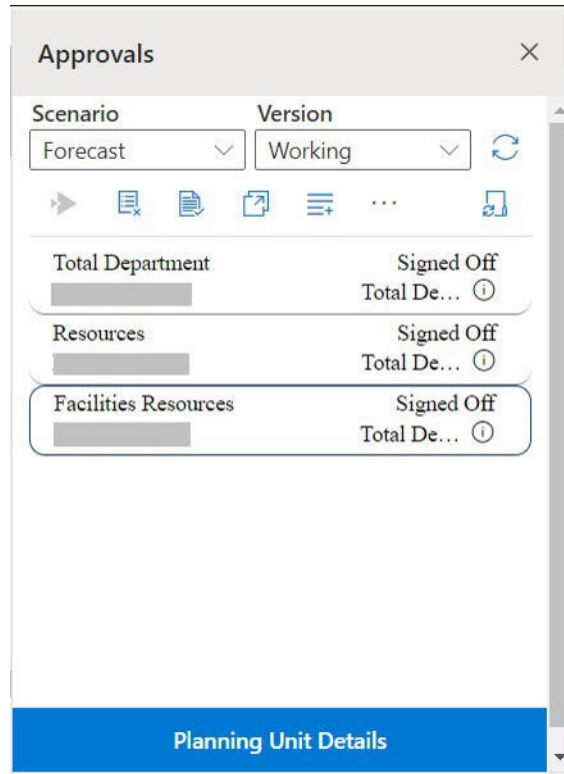 Approvals
Scenario Version
Forecast Working
...
Total Department Signed Off
Total De...
Resources Signed Off
Total De...
Facilities Resources Signed Off
Total De...
Planning Unit Details